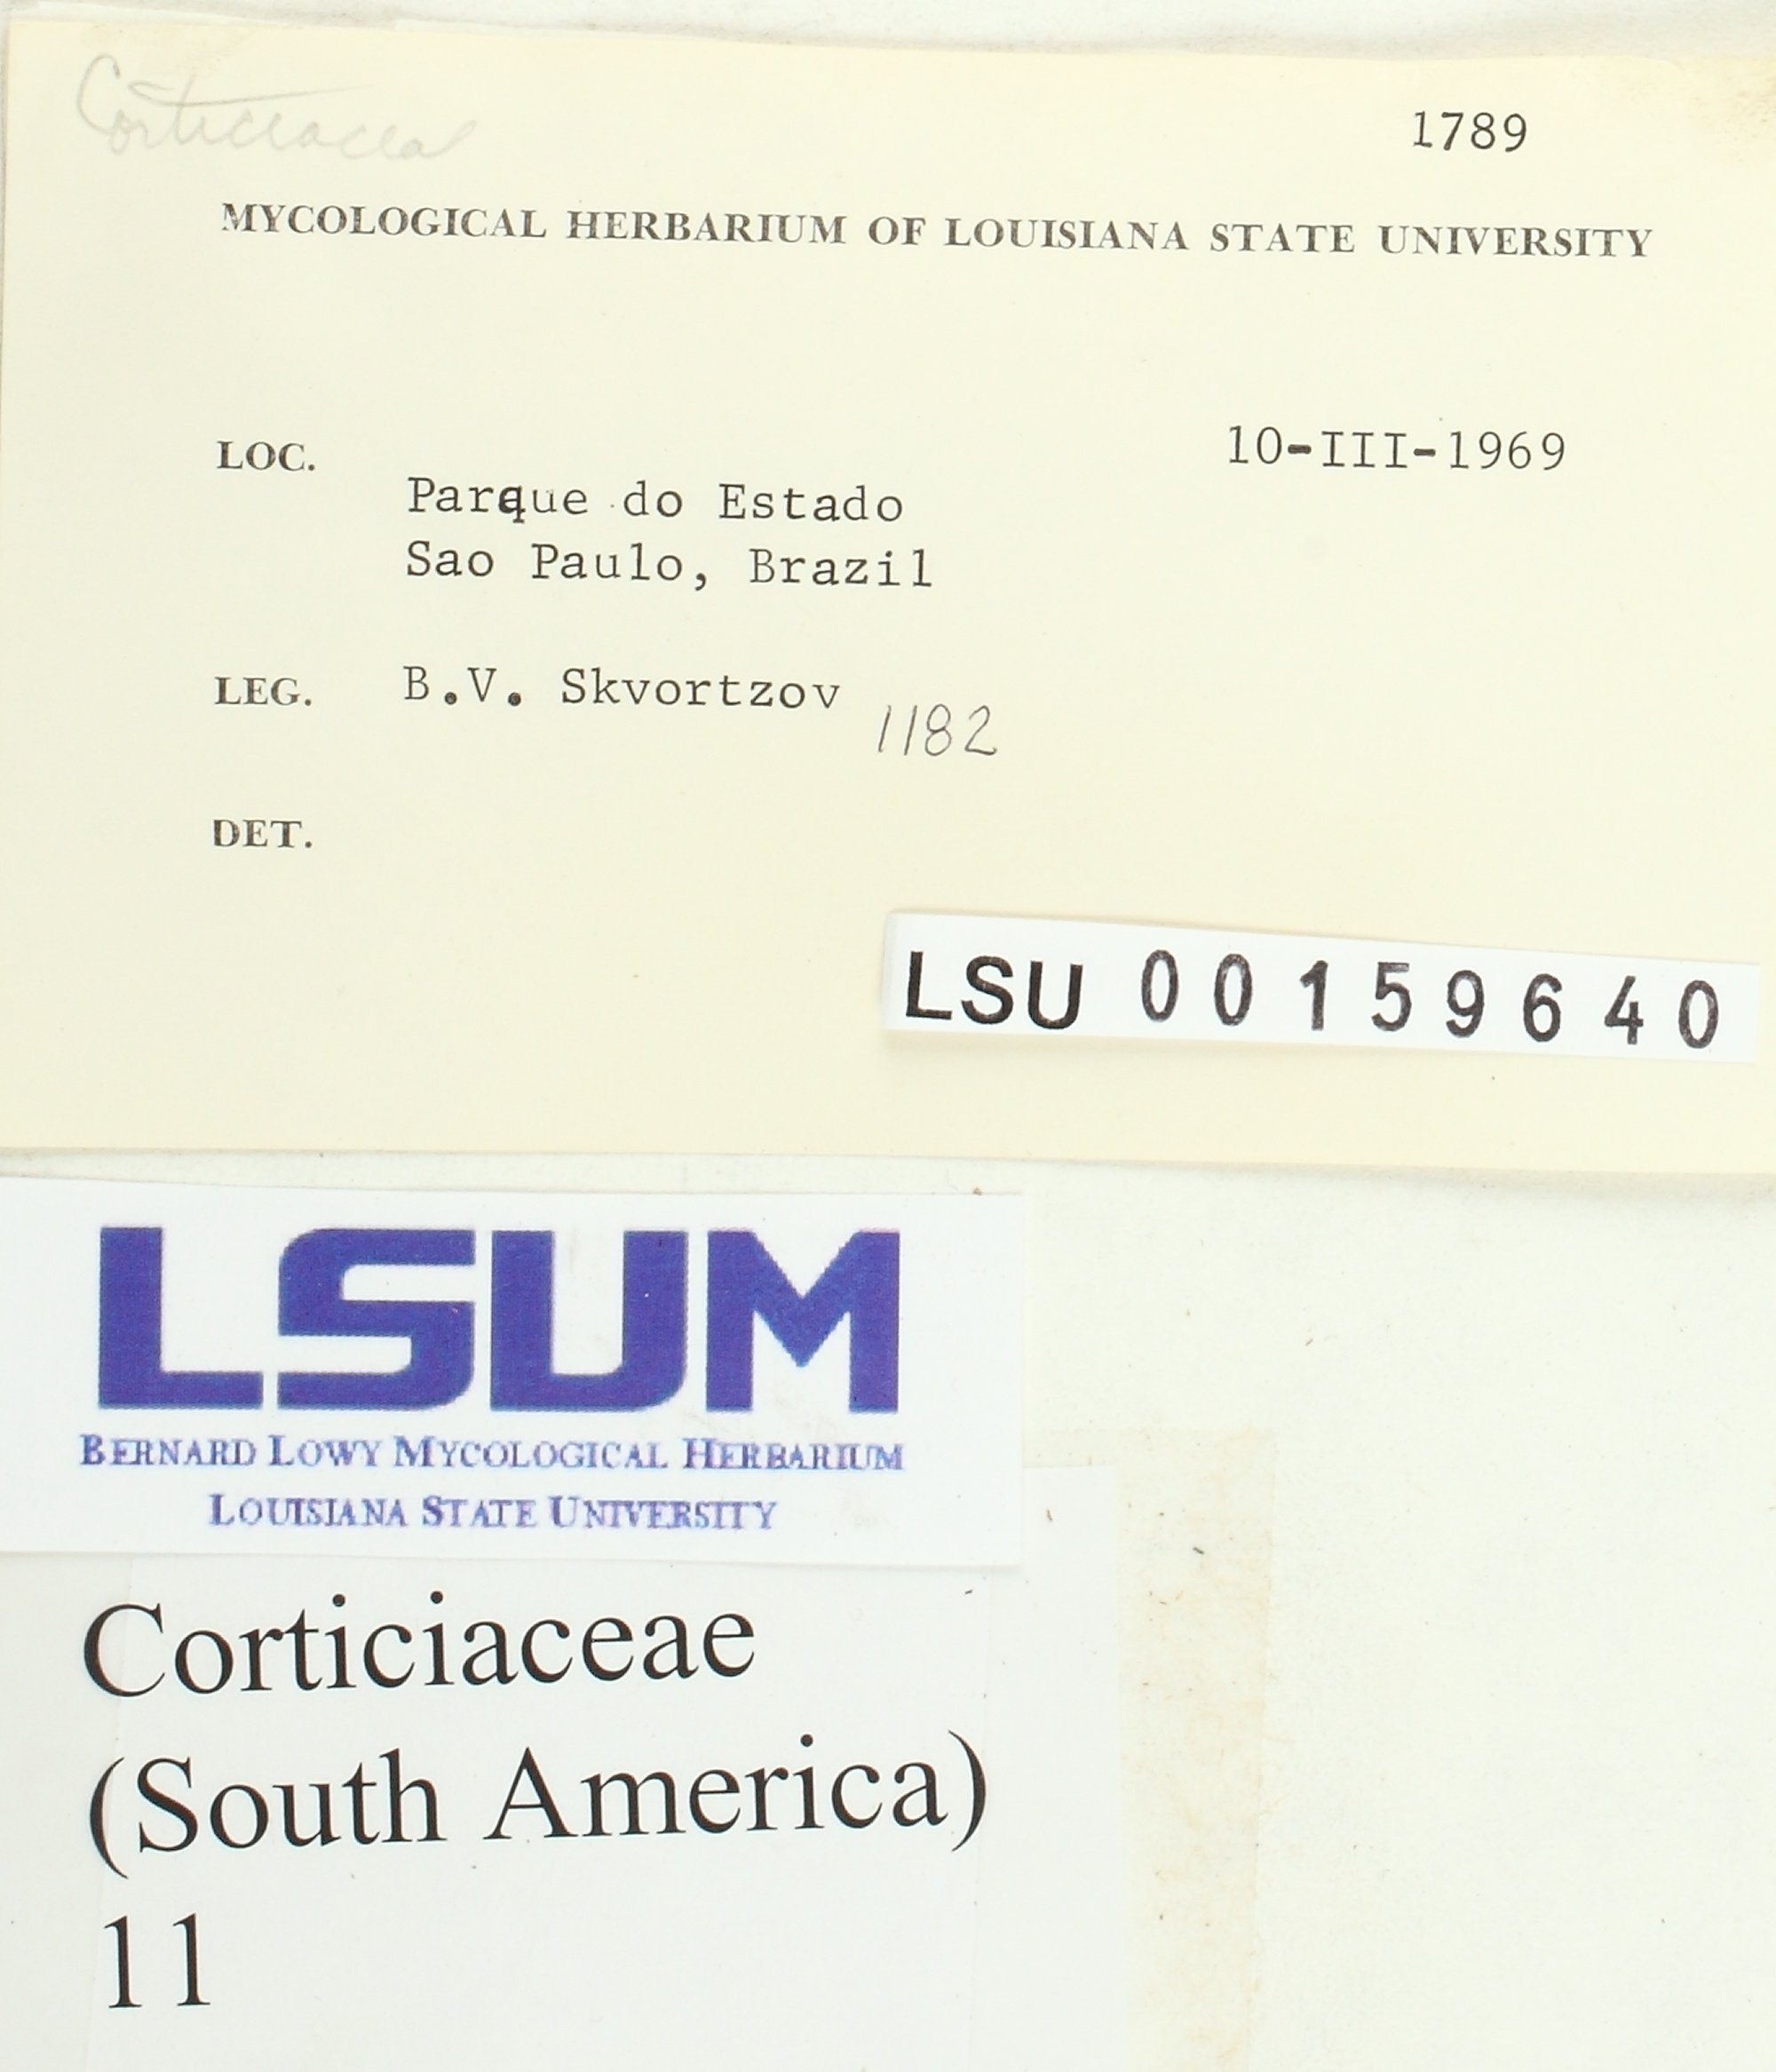 Corticiacea
1789
MYCOLOGICAL HERBARIUM OF LOUISIANA STATE UNIVERSITY
LOC.
10-III-1969
Parque do Estado
Sao Paulo, Brazil
LEG. B.V. Skvortzov
1182
DET.
LSU 00159640
LSUM
BERNARD LOWY MYCOLOGICAL HERBARIUM
LOUISIANA STATE UNIVERSITY
Corticiaceae
(South America)
11